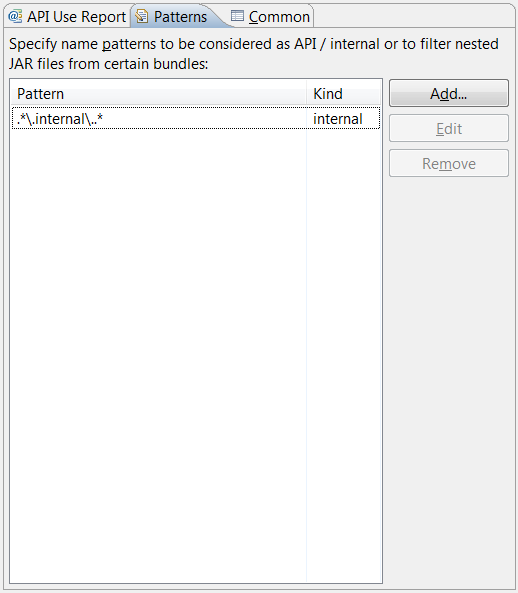 API Use Report Patterns Common
Specify name patterns to be considered as API / internal or to filter nested
JAR files from certain bundles:
Pattern Kind
.*\.internal\..* internal
Add...
Edit
Remove